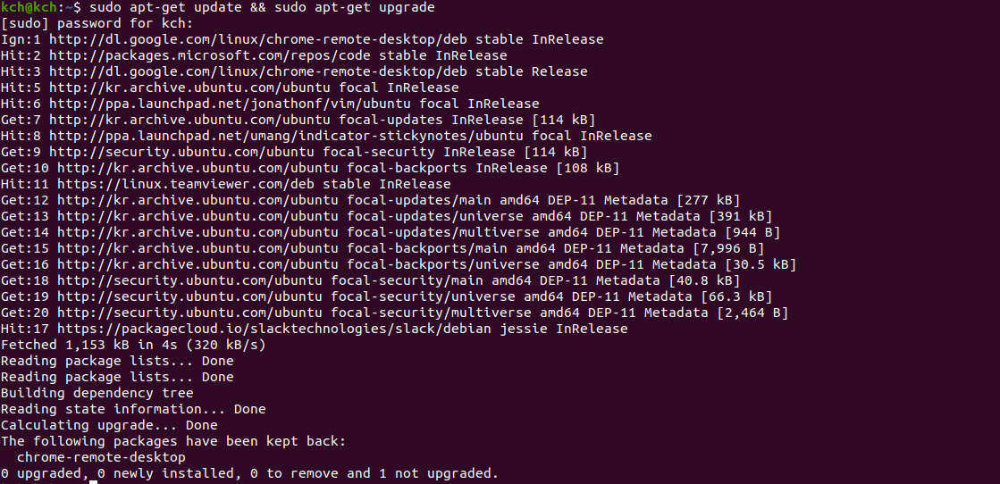 kch@kch:~$ sudo apt-get update && sudo apt-get upgrade
[sudo] password for kch:
Ign:1 http://dl.google.com/linux/chrome-remote-desktop/deb stable InRelease
Hit:2 http://packages.microsoft.com/repos/code stable InRelease
Hit:3 http://dl.google.com/linux/chrome-remote-desktop/deb stable Release
Hit:5 http://kr.archive.ubuntu.com/ubuntu focal InRelease
Hit:6 http://ppa.launchpad.net/jonathonf/vim/ubuntu focal InRelease
Get:7 http://kr.archive.ubuntu.com/ubuntu focal-updates InRelease [114 kB]
Hit:8 http://ppa.launchpad.net/umang/indicator-stickynotes/ubuntu focal InRelease
Get:9 http://security.ubuntu.com/ubuntu focal-security InRelease [114 kB]
Get:10 http://kr.archive.ubuntu.com/ubuntu focal-backports InRelease [108 kB]
Hit:11 https://linux.teamviewer.com/deb stable InRelease
Get:12 http://kr.archive.ubuntu.com/ubuntu focal-updates/main amd64 DEP-11 Metadata [277 kB]
Get:13 http://kr.archive.ubuntu.com/ubuntu focal-updates/universe amd64 DEP-11 Metadata [391 kB]
Get:14 http://kr.archive.ubuntu.com/ubuntu focal-updates/multiverse amd64 DEP-11 Metadata [944 B]
Get:15 http://kr.archive.ubuntu.com/ubuntu focal-backports/main amd64 DEP-11 Metadata [7,996 B]
Get:16 http://kr.archive.ubuntu.com/ubuntu focal-backports/universe amd64 DEP-11 Metadata [30.5 kB]
Get:18 http://security.ubuntu.com/ubuntu focal-security/main amd64 DEP-11 Metadata [40.8 kB]
Get:19 http://security.ubuntu.com/ubuntu focal-security/universe amd64 DEP-11 Metadata [66.3 kB]
Get:20 http://security.ubuntu.com/ubuntu focal-security/multiverse amd64 DEP-11 Metadata [2,464 B]
Hit:17 https://packagecloud.io/slacktechnologies/slack/debian jessie InRelease
Fetched 1,153 kB in 4s (320 kB/s)
Reading package lists... Done
Reading package lists... Done
Building dependency tree
Reading state information... Done
Calculating upgrade... Done
The following packages have been kept back:
  chrome-remote-desktop
0 upgraded, 0 newly installed, 0 to remove and 1 not upgraded.